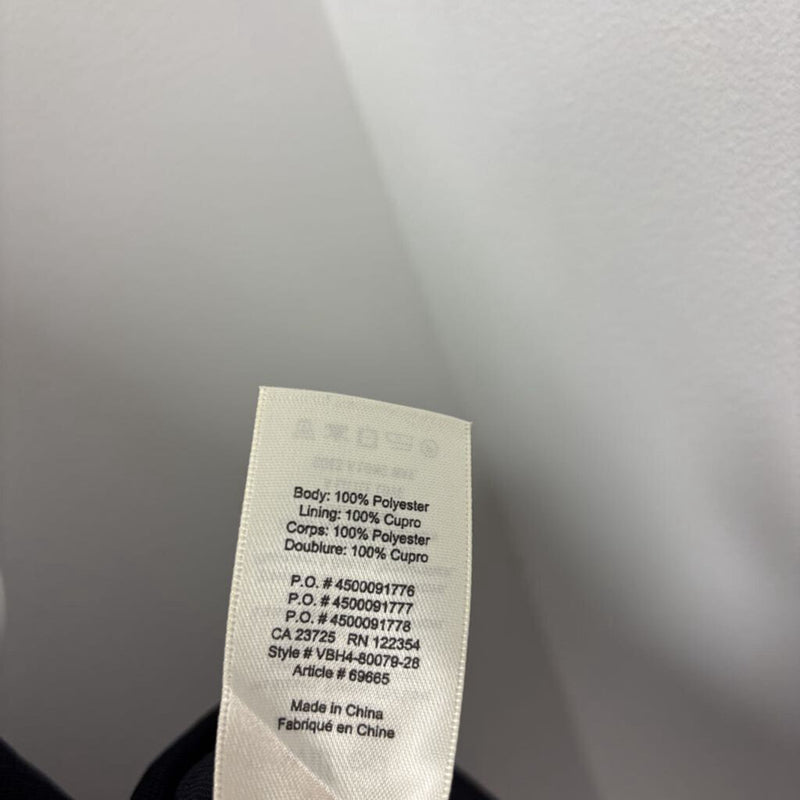 Body: 100% Polyester
Lining: 100% Cupro
Corps: 100% Polyester
Doublure: 100% Cupro
P.O. # 4500091776
P.O. # 4500091777
P.O. # 4500091778
CA 23725 RN 122354
Style # VBH4-80079-28
Article # 69665
Made in China
Fabriqué en Chine